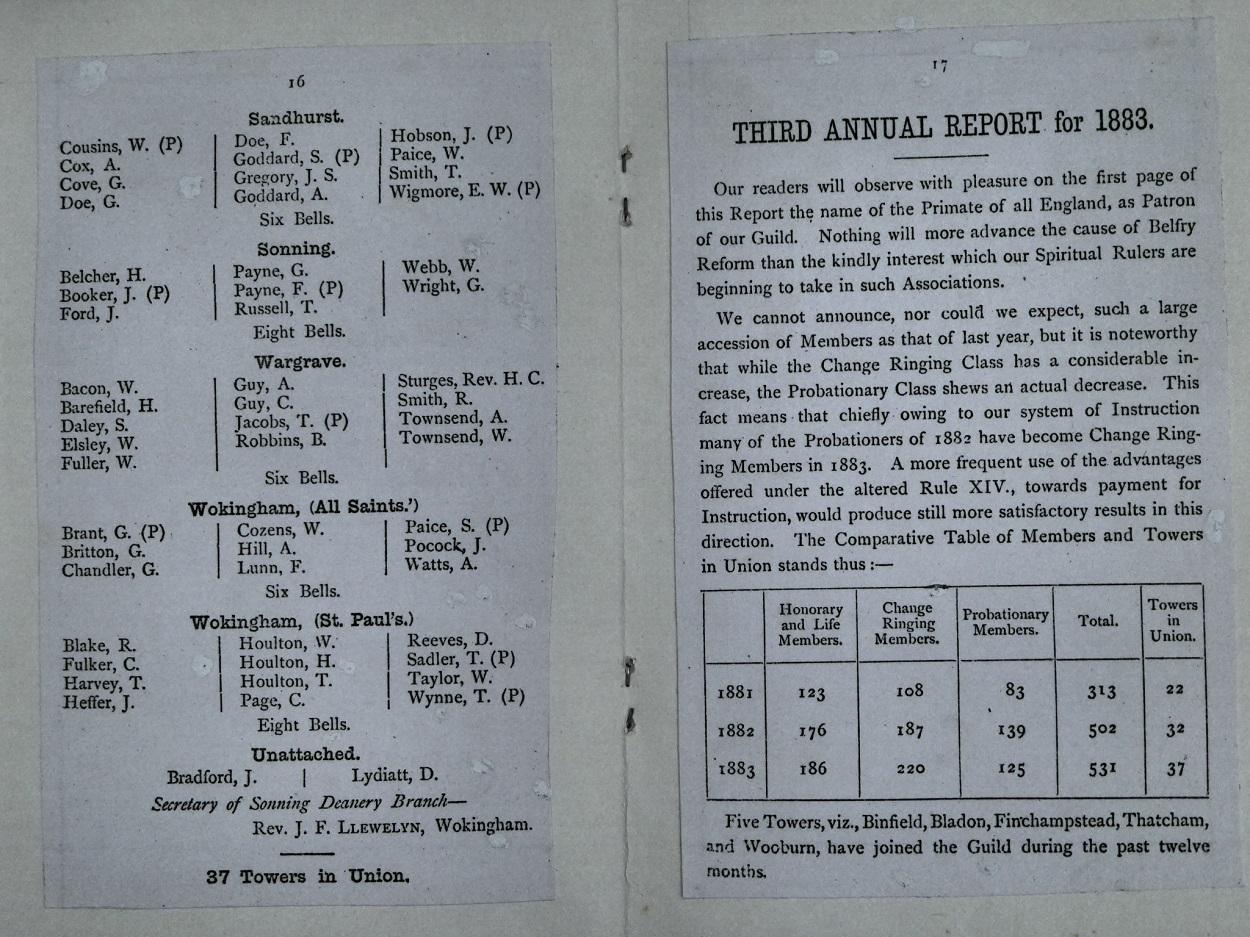 16
Sandhurst.
Cousins, W. (P)
Cox, A.
Cove, G.
Doe, G.
Doe, F.
Goddard, S. (P)
Gregory, J. S.
Goddard, A.
Hobson, J. (P)
Paice, W.
Smith, T.
Wigmore, E. W. (P)
Six Bells.
Sonning.
Belcher, H.
Booker, J. (P)
Ford, J.
Payne, G.
Payne, F. (P)
Russell, T.
Webb, W.
Wright, G.
Eight Bells.
Wargrave.
Bacon, W.
Barefield, H.
Daley, S.
Elsley, W.
Fuller, W.
Guy, A.
Guy, C.
Jacobs, T. (P)
Robbins, B.
Sturges, Rev. H. C.
Smith, R.
Townsend, A.
Townsend, W.
Six Bells.
Wokingham, (All Saints.')
Brant, G. (P)
Britton, G.
Chandler, G.
Cozens, W.
Hill, A.
Lunn, F.
Paice, S. (P)
Pocock, J.
Watts, A.
Six Bells.
Wokingham, (St. Paul's.)
Blake, R.
Fulker, C.
Harvey, T.
Heffer, J.
Houlton, W.
Houlton, H.
Houlton, T.
Page, C.
Reeves, D.
Sadler, T. (P)
Taylor, W.
Wynne, T. (P)
Eight Bells.
Unattached.
Bradford, J. | Lydiatt, D.
Secretary of Sonning Deanery Branch—
Rev. J. F. LLEWELYN, Wokingham.
37 Towers in Union.
17
THIRD ANNUAL REPORT for 1883.
Our readers will observe with pleasure on the first page of
this Report the name of the Primate of all England, as Patron
of our Guild. Nothing will more advance the cause of Belfry
Reform than the kindly interest which our Spiritual Rulers are
beginning to take in such Associations.
We cannot announce, nor could we expect, such a large
accession of Members as that of last year, but it is noteworthy
that while the Change Ringing Class has a considerable in-
crease, the Probationary Class shews an actual decrease. This
fact means that chiefly owing to our system of Instruction
many of the Probationers of 1882 have become Change Ring-
ing Members in 1883. A more frequent use of the advantages
offered under the altered Rule XIV., towards payment for
Instruction, would produce still more satisfactory results in this
direction. The Comparative Table of Members and Towers
in Union stands thus :—
Honorary and Life Members. | Change Ringing Members. | Probationary Members. | Total. | Towers in Union.
1881 | 123 | 108 | 83 | 313 | 22
1882 | 176 | 187 | 139 | 502 | 32
1883 | 186 | 220 | 125 | 531 | 37
Five Towers, viz., Binfield, Bladon, Finchampstead, Thatcham,
and Wooburn, have joined the Guild during the past twelve
months.